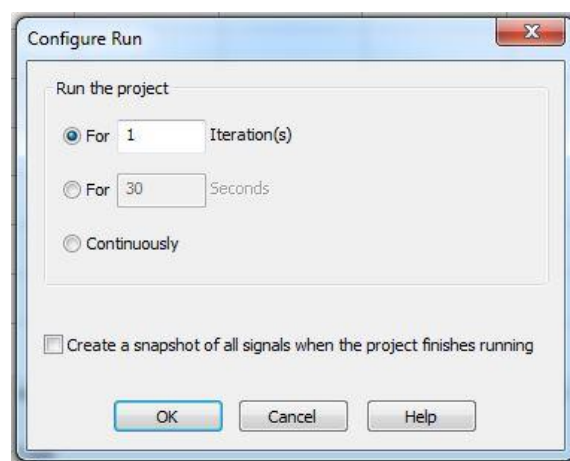 Configure Run
Run the project
For 1 Iteration(s)
For 30 Seconds
Continuously
Create a snapshot of all signals when the project finishes running
OK Cancel Help